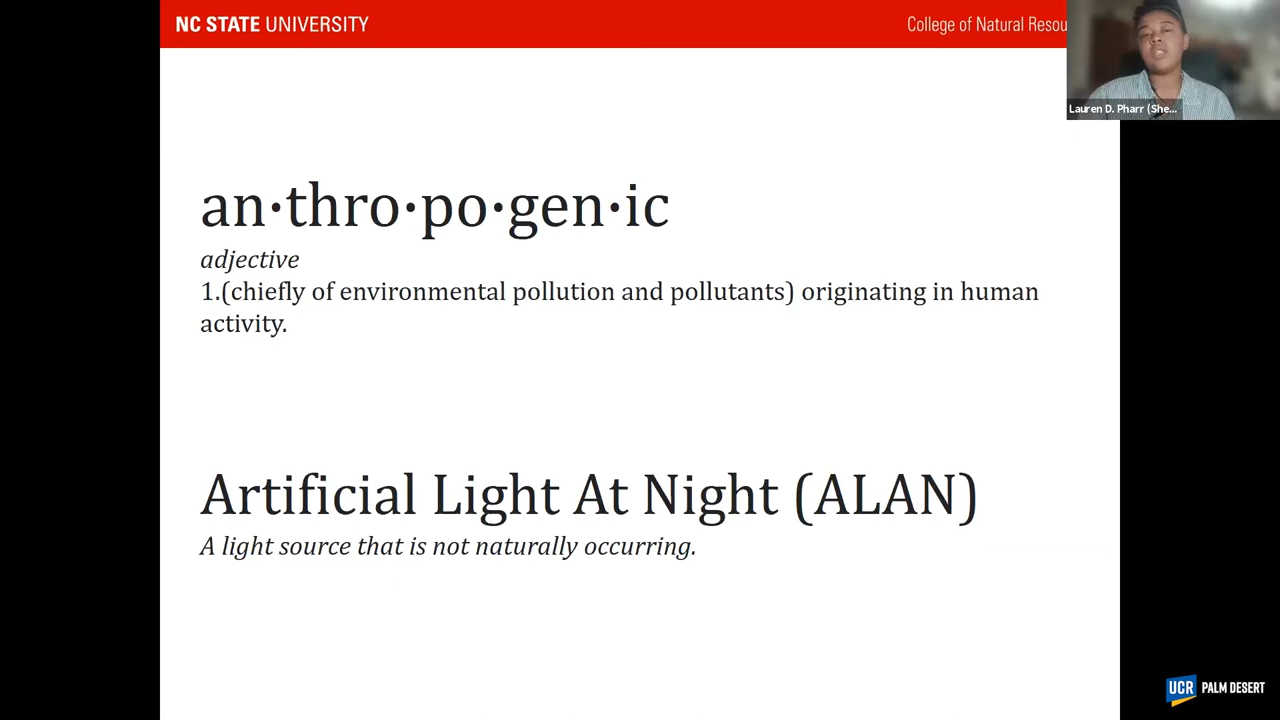 NC STATE UNIVERSITY
College of Natural Resou
Lauren D. Pharr (She...
an·thro·po·gen·ic
adjective
1.(chiefly of environmental pollution and pollutants) originating in human
activity.
Artificial Light At Night (ALAN)
A light source that is not naturally occurring.
UCR PALM DESERT